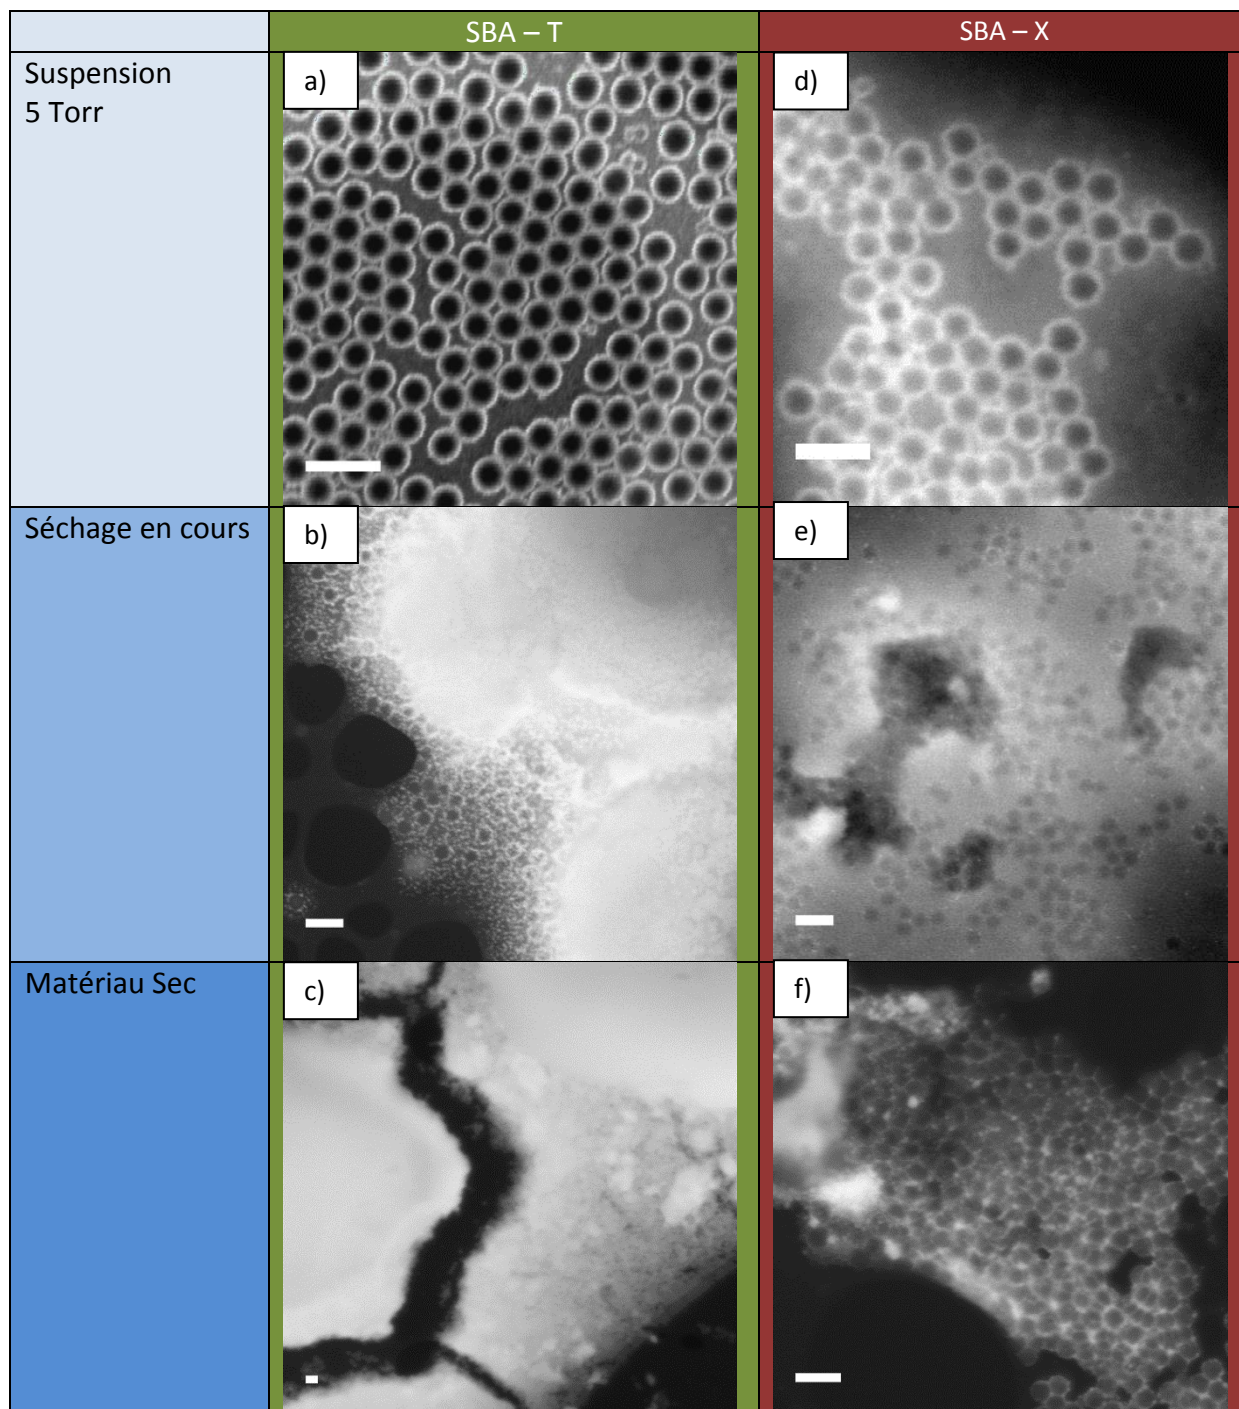 SBA – T
SBA – X
Suspension
5 Torr
a)
d)
Séchage en cours
b)
e)
Matériau Sec
c)
f)